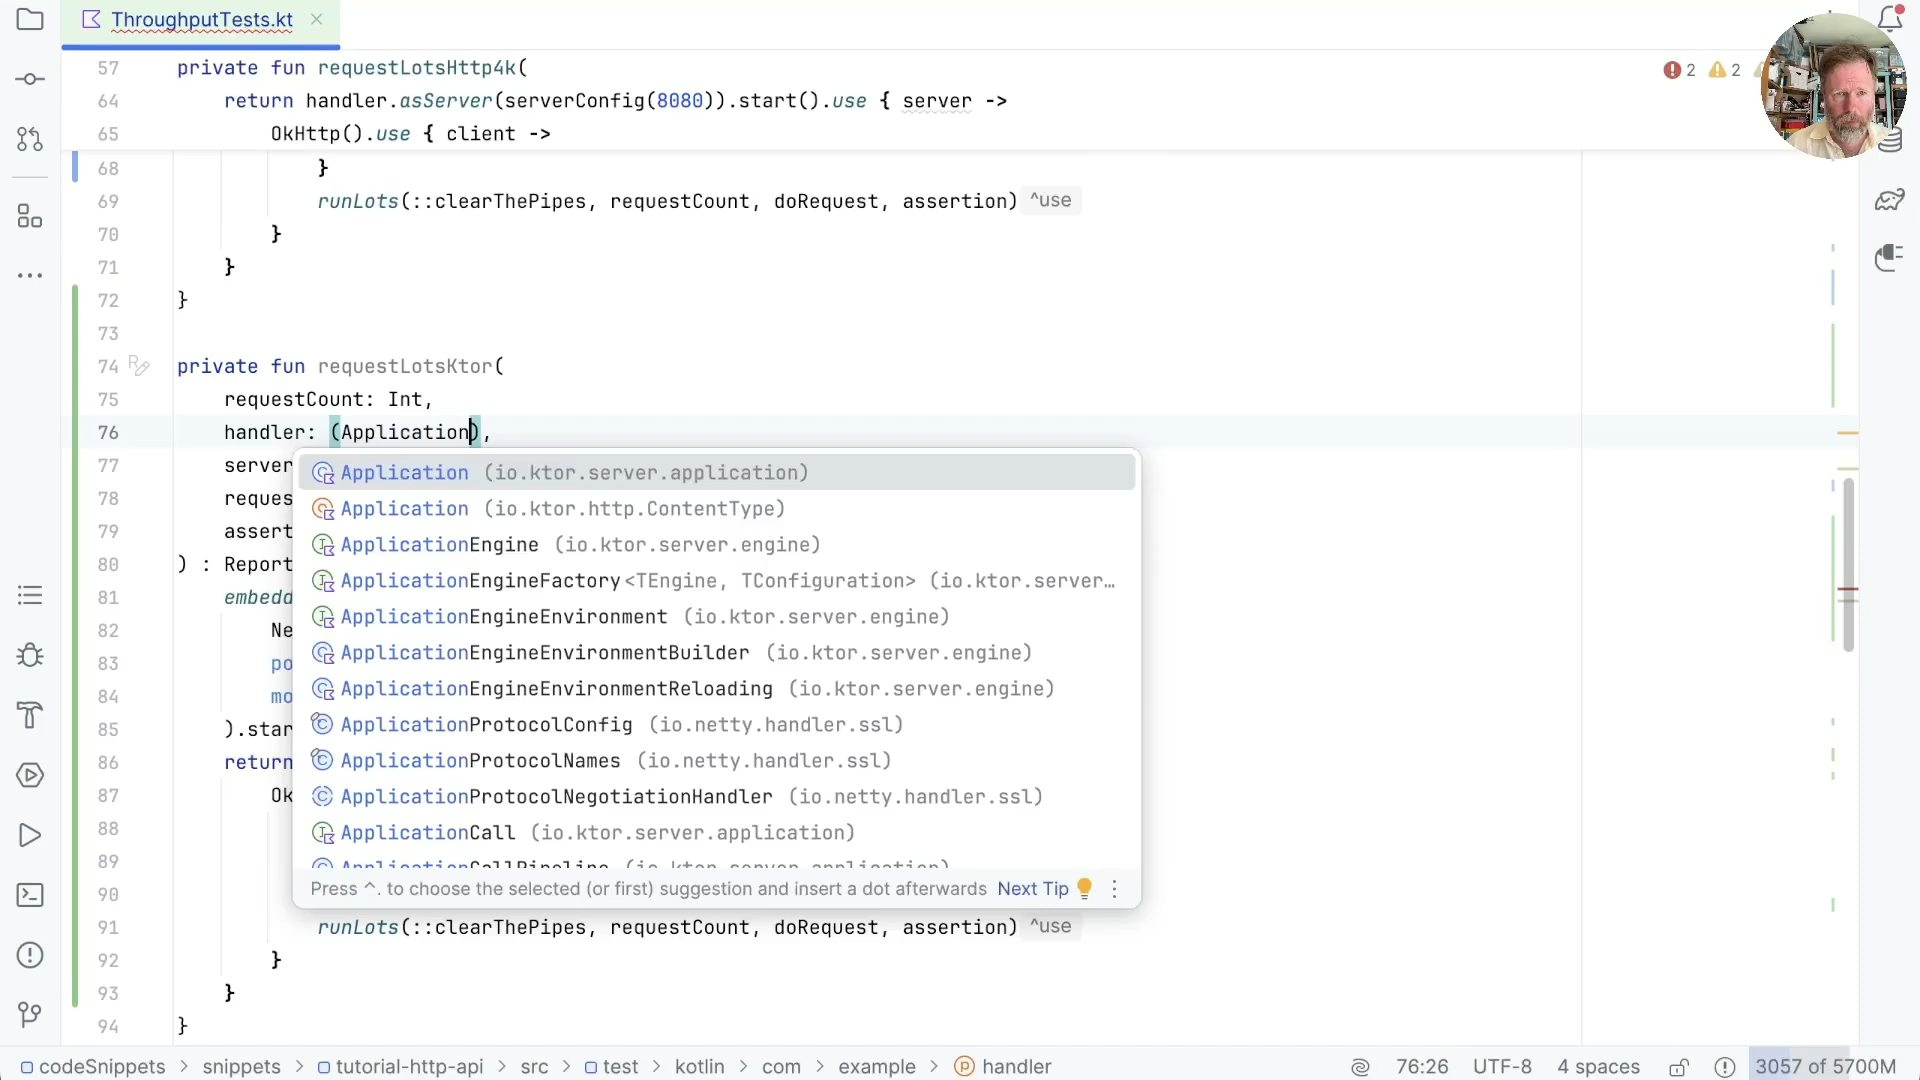 ThroughputTests.kt
57 private fun requestLotsHttp4k(
2 2
64 return handler.asServer(serverConfig(8080)).start().use { server ->
65 OkHttp().use { client ->
68 }
69 runLots(::clearThePipes, requestCount, doRequest, assertion) ^use
70 }
71 }
72 }
73
74 private fun requestLotsKtor(
75 requestCount: Int,
76 handler: (Application),
77 server
78 reques
79 assert
80 ) : Report
81 embedd
82 Ne
83 po
84 mo
85 ).star
86 return
87 Ok
88
89
90
Application (io.ktor.server.application)
Application (io.ktor.http.ContentType)
ApplicationEngine (io.ktor.server.engine)
ApplicationEngineFactory<TEngine, TConfiguration> (io.ktor.server…
ApplicationEngineEnvironment (io.ktor.server.engine)
ApplicationEngineEnvironmentBuilder (io.ktor.server.engine)
ApplicationEngineEnvironmentReloading (io.ktor.server.engine)
ApplicationProtocolConfig (io.netty.handler.ssl)
ApplicationProtocolNames (io.netty.handler.ssl)
ApplicationProtocolNegotiationHandler (io.netty.handler.ssl)
ApplicationCall (io.ktor.server.application)
ApplicationCallPipeline (io.ktor.server.application)
Press ^. to choose the selected (or first) suggestion and insert a dot afterwards Next Tip
91 runLots(::clearThePipes, requestCount, doRequest, assertion) ^use
92 }
93 }
94 }
codeSnippets > snippets > tutorial-http-api > src > test > kotlin > com > example > handler
76:26 UTF-8 4 spaces 3057 of 5700M